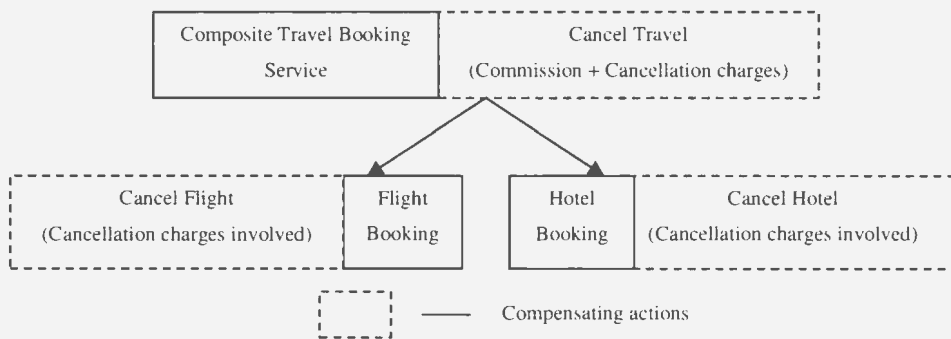 Composite Travel Booking
Service
Cancel Travel
(Commission + Cancellation charges)
Cancel Flight
(Cancellation charges involved)
Flight
Booking
Hotel
Booking
Cancel Hotel
(Cancellation charges involved)
Compensating actions